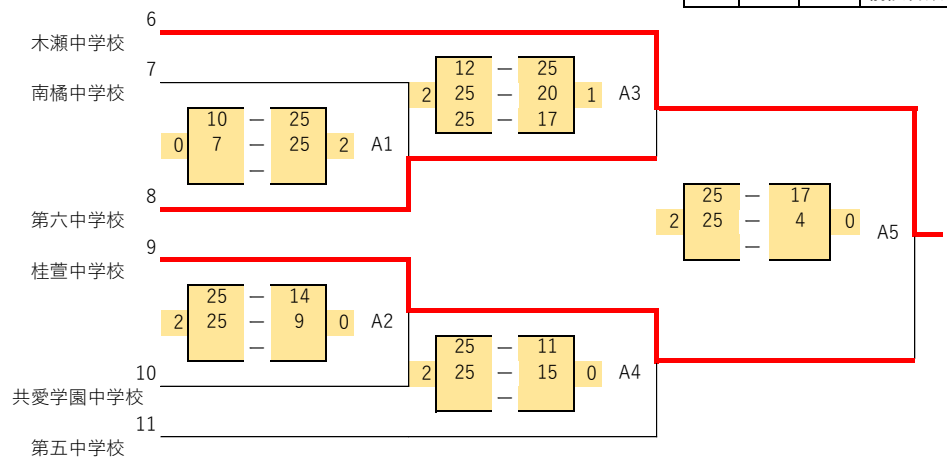 6
木瀬中学校
7
南橘中学校
12 — 25
2 25 — 20 1 A3
25 — 17
10 — 25
0 7 — 25 2 A1
—
8
第六中学校
25 — 17
2 25 — 4 0 A5
—
9
桂萱中学校
25 — 14
2 25 — 9 0 A2
—
25 — 11
2 25 — 15 0 A4
—
10
共愛学園中学校
11
第五中学校